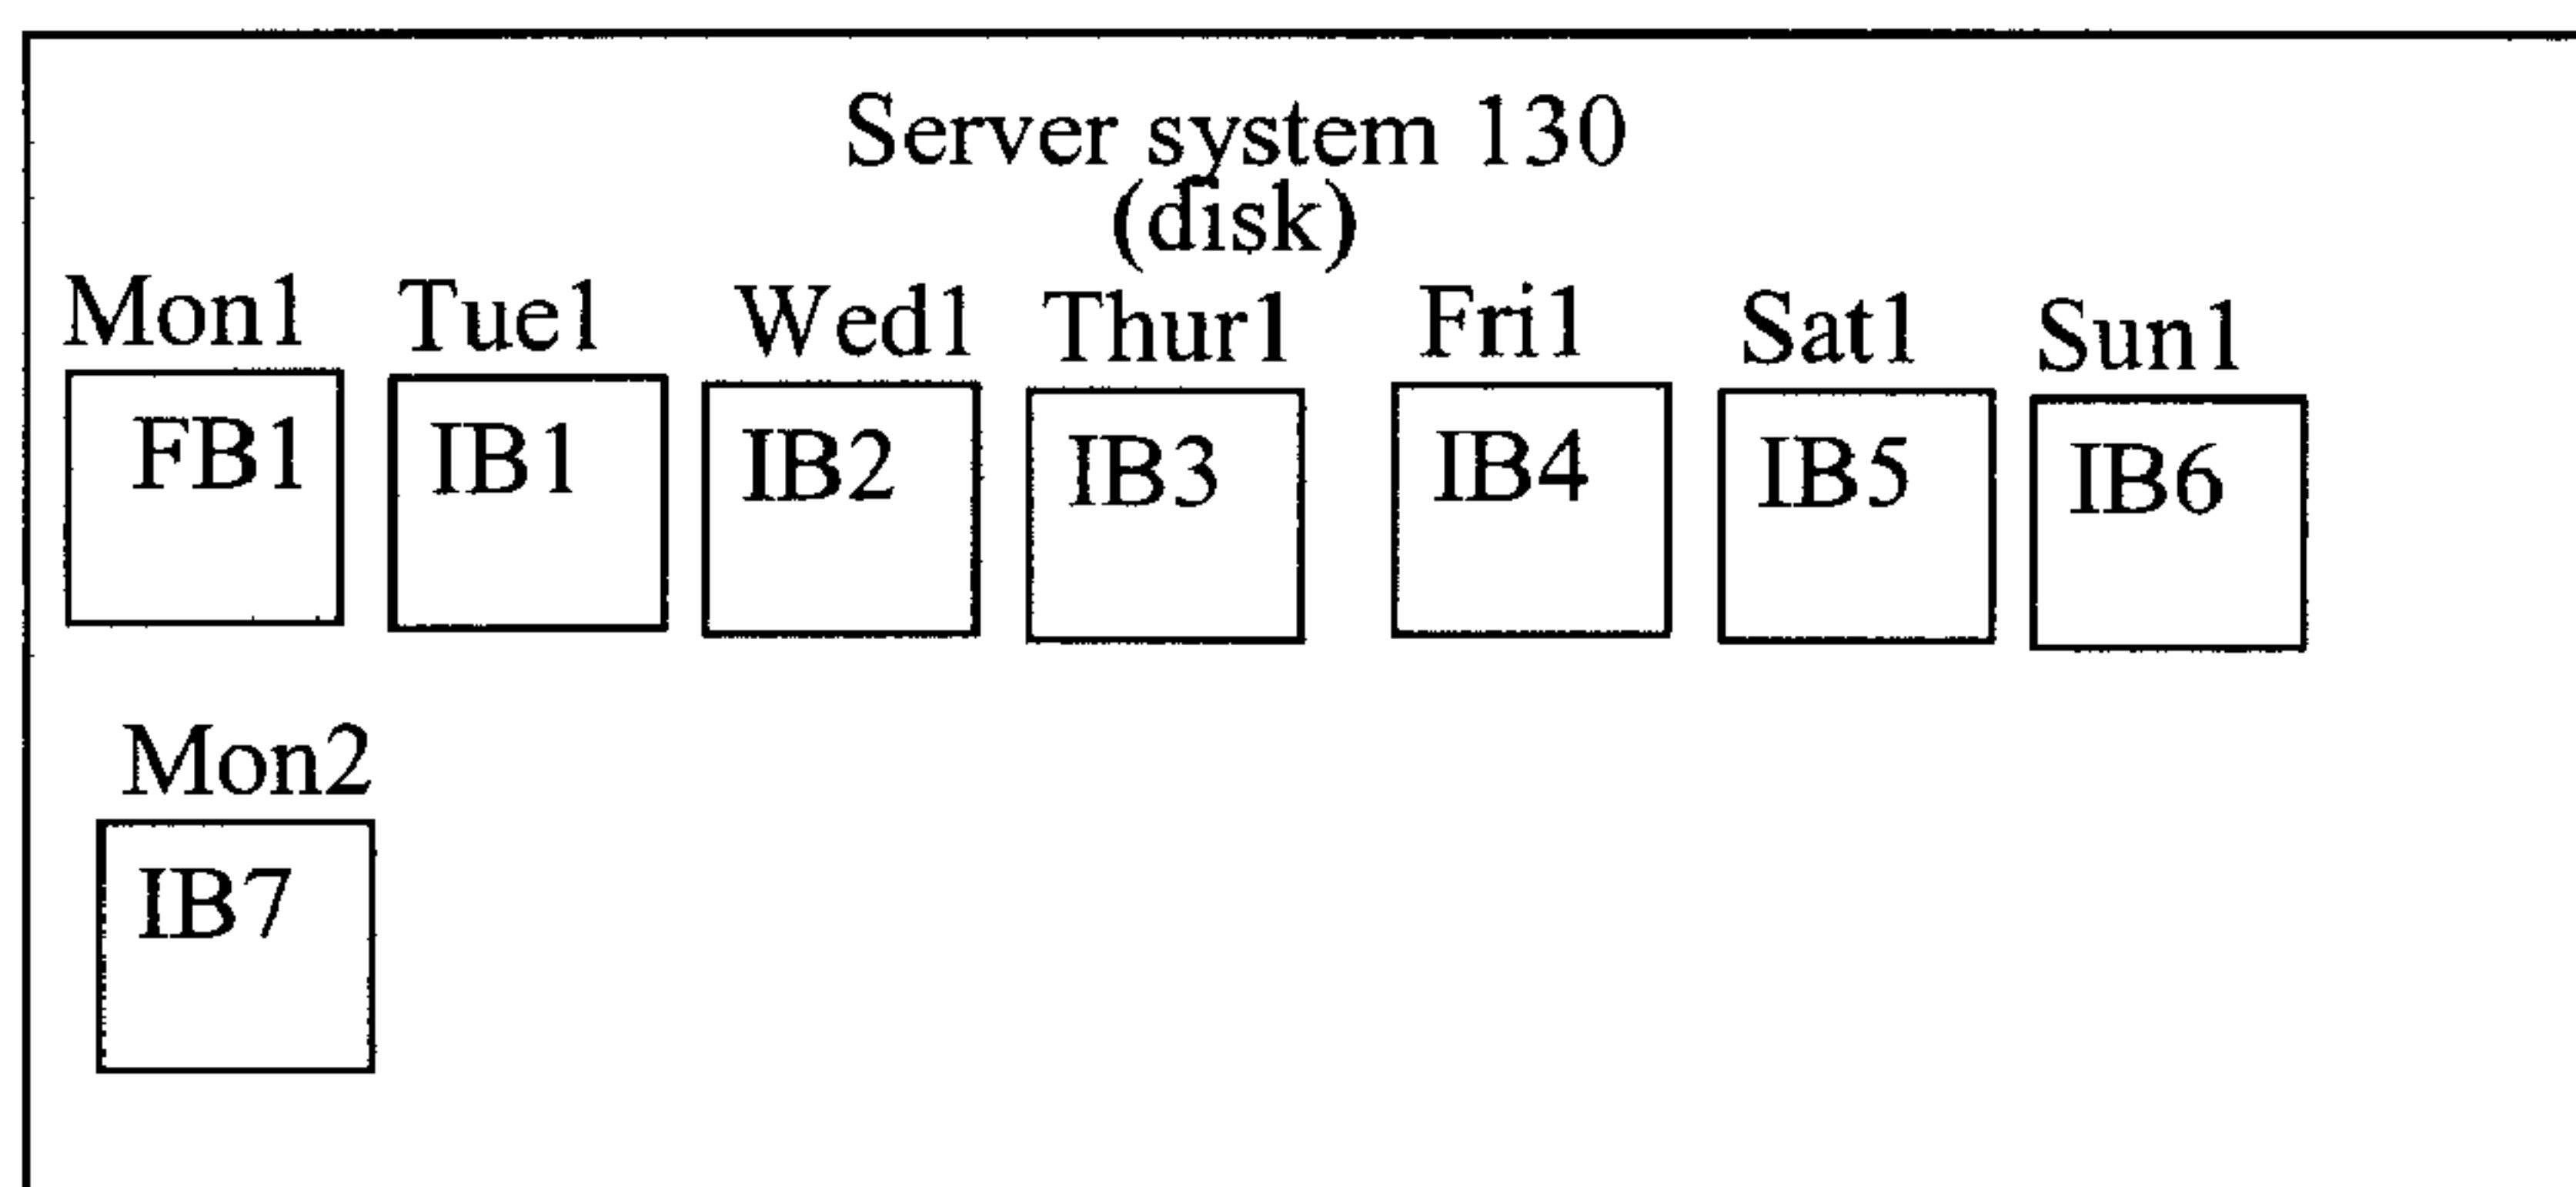 Server system 130
(disk)
Mon1 Tue1 Wed1 Thur1 Fri1 Sat1 Sun1
FB1 IB1 IB2 IB3 IB4 IB5 IB6
Mon2
IB7